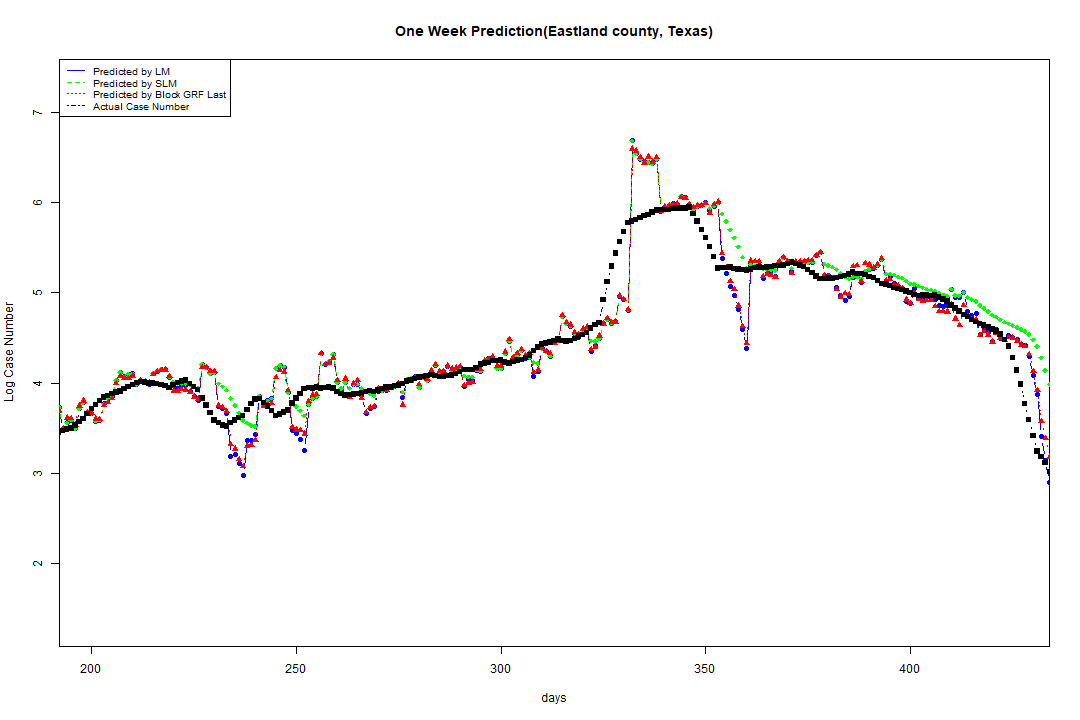 One Week Prediction(Eastland county, Texas)
Predicted by LM
Predicted by SLM
Predicted by Block GRF Last
Actual Case Number
7
6
5
4
3
2
Log Case Number
200 250 300 350 400
days